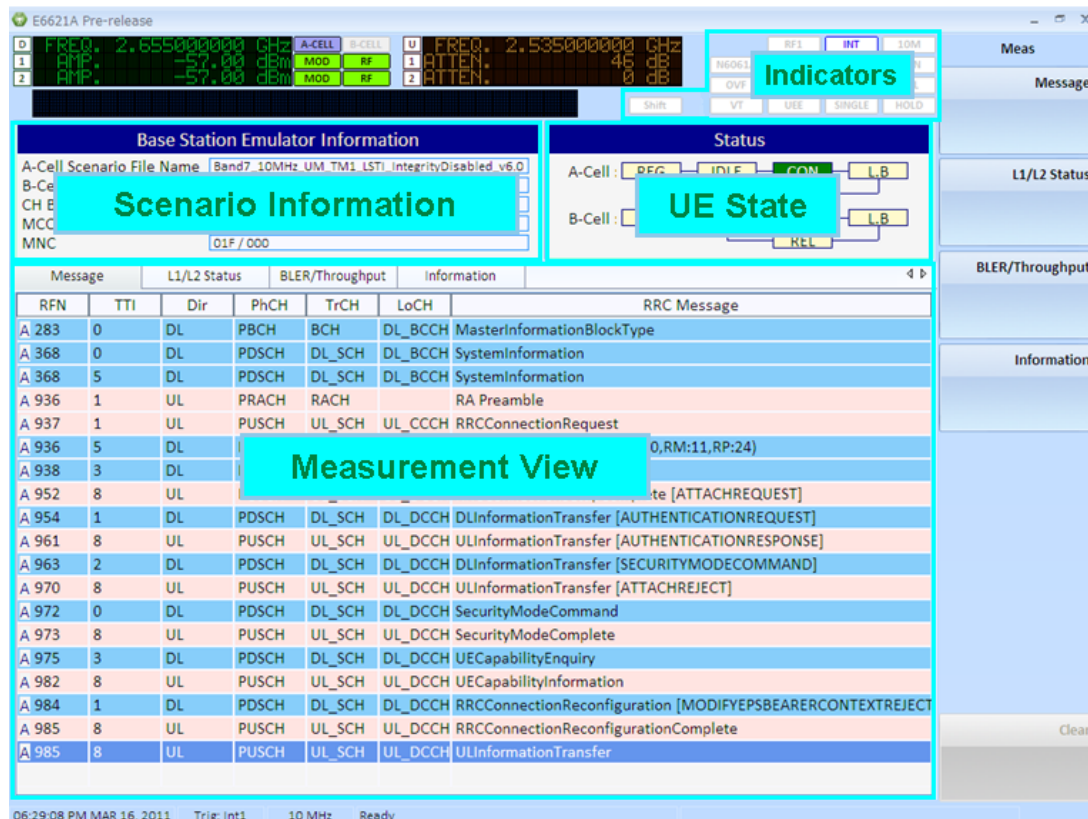 E6621A Pre-release
D FREQ. 2.655000000 GHz A-CELL B-CELL U FREQ. 2.535000000 GHz RF1 INT 10M
1 AMP. -57.00 dBm MOD RF 1 ATTEN. 46 dB
2 AMP. -57.00 dBm MOD RF 2 ATTEN. 0 dB OVF
Indicators
Shift VT UEE SINGLE HOLD
Meas
Message
L1/L2 Status
BLER/Throughput
Information
Clear
Base Station Emulator Information
A-Cell Scenario File Name Band7_10MHz_UM_TM1_LSTI_IntegrityDisabled_v6.0
MNC 01F / 000
Scenario Information
Status
A-Cell : REG IDLE CON L.B
B-Cell : L.B
REL
UE State
Message L1/L2 Status BLER/Throughput Information
RFN TTI Dir PhCH TrCH LoCH RRC Message
A 283 0 DL PBCH BCH DL_BCCH MasterInformationBlockType
A 368 0 DL PDSCH DL_SCH DL_BCCH SystemInformation
A 368 5 DL PDSCH DL_SCH DL_BCCH SystemInformation
A 936 1 UL PRACH RACH RA Preamble
A 937 1 UL PUSCH UL_SCH UL_CCCH RRCConnectionRequest
A 936 5 DL 0,RM:11,RP:24)
A 938 3 DL
Measurement View
A 952 8 UL [ATTACHREQUEST]
A 954 1 DL PDSCH DL_SCH DL_DCCH DLInformationTransfer [AUTHENTICATIONREQUEST]
A 961 8 UL PUSCH UL_SCH UL_DCCH ULInformationTransfer [AUTHENTICATIONRESPONSE]
A 963 2 DL PDSCH DL_SCH DL_DCCH DLInformationTransfer [SECURITYMODECOMMAND]
A 970 8 UL PUSCH UL_SCH UL_DCCH ULInformationTransfer [ATTACHREJECT]
A 972 0 DL PDSCH DL_SCH DL_DCCH SecurityModeCommand
A 973 8 UL PUSCH UL_SCH UL_DCCH SecurityModeComplete
A 975 3 DL PDSCH DL_SCH DL_DCCH UECapabilityEnquiry
A 982 8 UL PUSCH UL_SCH UL_DCCH UECapabilityInformation
A 984 1 DL PDSCH DL_SCH DL_DCCH RRCConnectionReconfiguration [MODIFYEPSBEARERCONTEXTREJECT
A 985 8 UL PUSCH UL_SCH UL_DCCH RRCConnectionReconfigurationComplete
A 985 8 UL PUSCH UL_SCH UL_DCCH ULInformationTransfer
06:29:08 PM MAR 16, 2011 Trig: Int1 10 MHz Ready